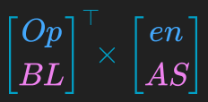 [Op BL]^⊤ × [en AS]